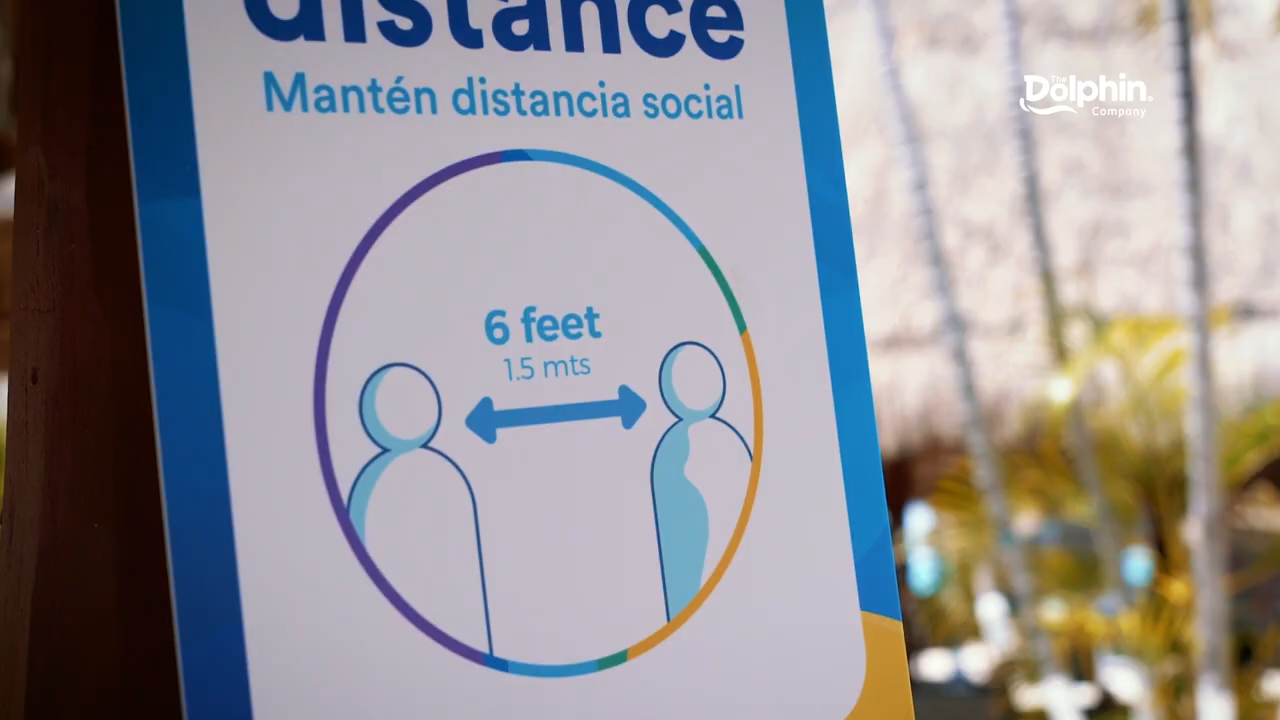 distance
Mantén distancia social
6 feet
1.5 mts
The
Dolphin.
Company